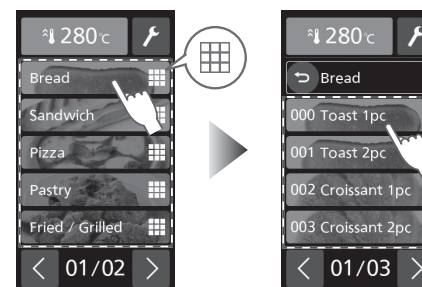 280℃
Bread
Sandwich
Pizza
Pastry
Fried / Grilled
< 01/02 >
280℃
Bread
000 Toast 1pc
001 Toast 2pc
002 Croissant 1pc
003 Croissant 2pc
< 01/03 >